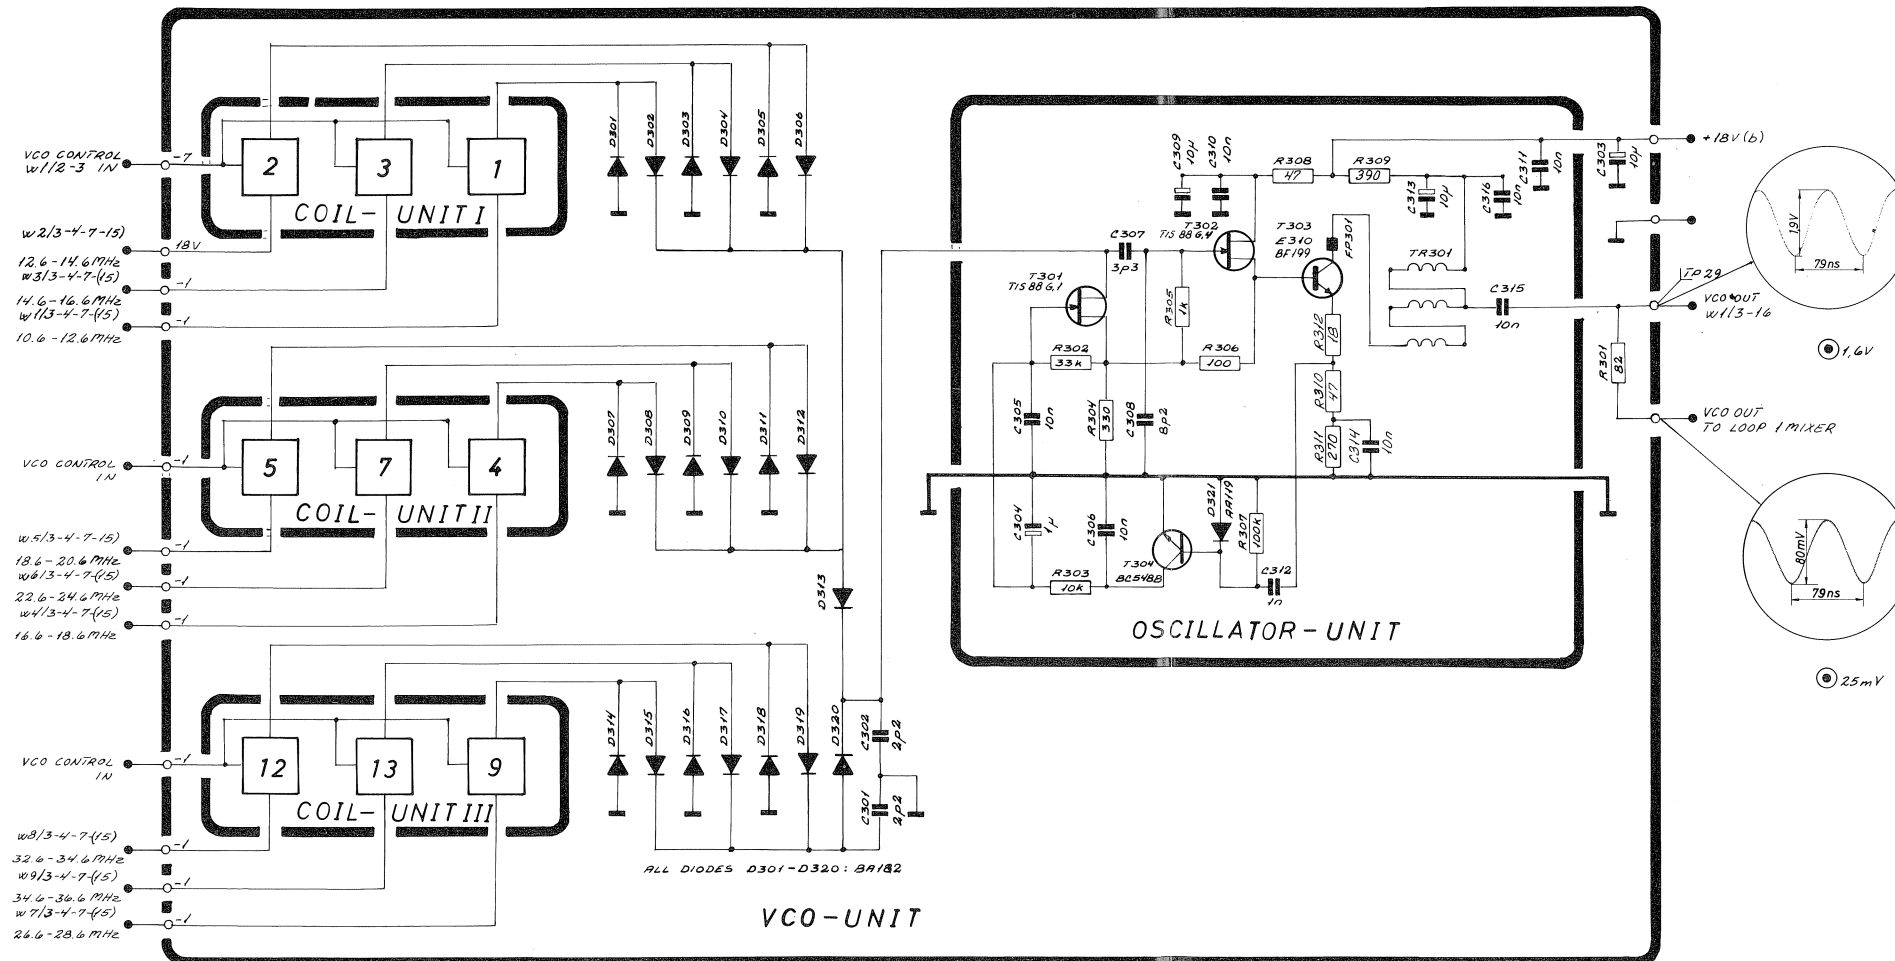 VCO CONTROL
w1/2-3 IN
-7
2
3
1
COIL-UNIT I
w2/3-4-7-15)
18V
12,6-14.6MHz
w3/3-4-7-(15)
-1
14.6-16.6MHz
w1/3-4-7-(15)
-1
10.6-12.6MHz
D301
D302
D303
D304
D305
D306
VCO CONTROL
IN
-1
5
7
4
COIL-UNIT II
w5/3-4-7-15)
-1
18.6-20.6MHz
w6/3-4-7-(15)
-1
22.6-24.6MHz
w4/3-4-7-(15)
-1
16.6-18.6MHz
D307
D308
D309
D310
D311
D312
D313
VCO CONTROL
IN
-1
12
13
9
COIL-UNIT III
w8/3-4-7-(15)
-1
32.6-34.6MHz
w9/3-4-7-(15)
-1
34.6-36.6MHz
w7/3-4-7-(15)
-1
26.6-28.6MHz
D314
D315
D316
D317
D318
D319
D320
C302
2p2
C301
2p2
ALL DIODES D301-D320: BA182
VCO-UNIT
C309
10µ
C310
10n
R308
47
R309
390
C313
10µ
C316
10n
C311
10n
C303
10µ
+18V(b)
C307
3p3
T302
TIS 88 G,4
T303
E310
BF199
FP301
TR301
T301
TIS 88 G,1
R305
1k
R302
33k
R306
100
R312
18
R310
47
R311
270
C314
10n
C315
10n
C305
10n
R304
330
C308
8p2
C304
1µ
C306
10n
R303
10k
T304
BC548B
D321
AA119
R307
100k
C312
1n
OSCILLATOR-UNIT
TP29
VCO OUT
w1/3-16
R301
82
VCO OUT
TO LOOP 1 MIXER
1,9V
79ns
1,6V
80mV
79ns
25mV